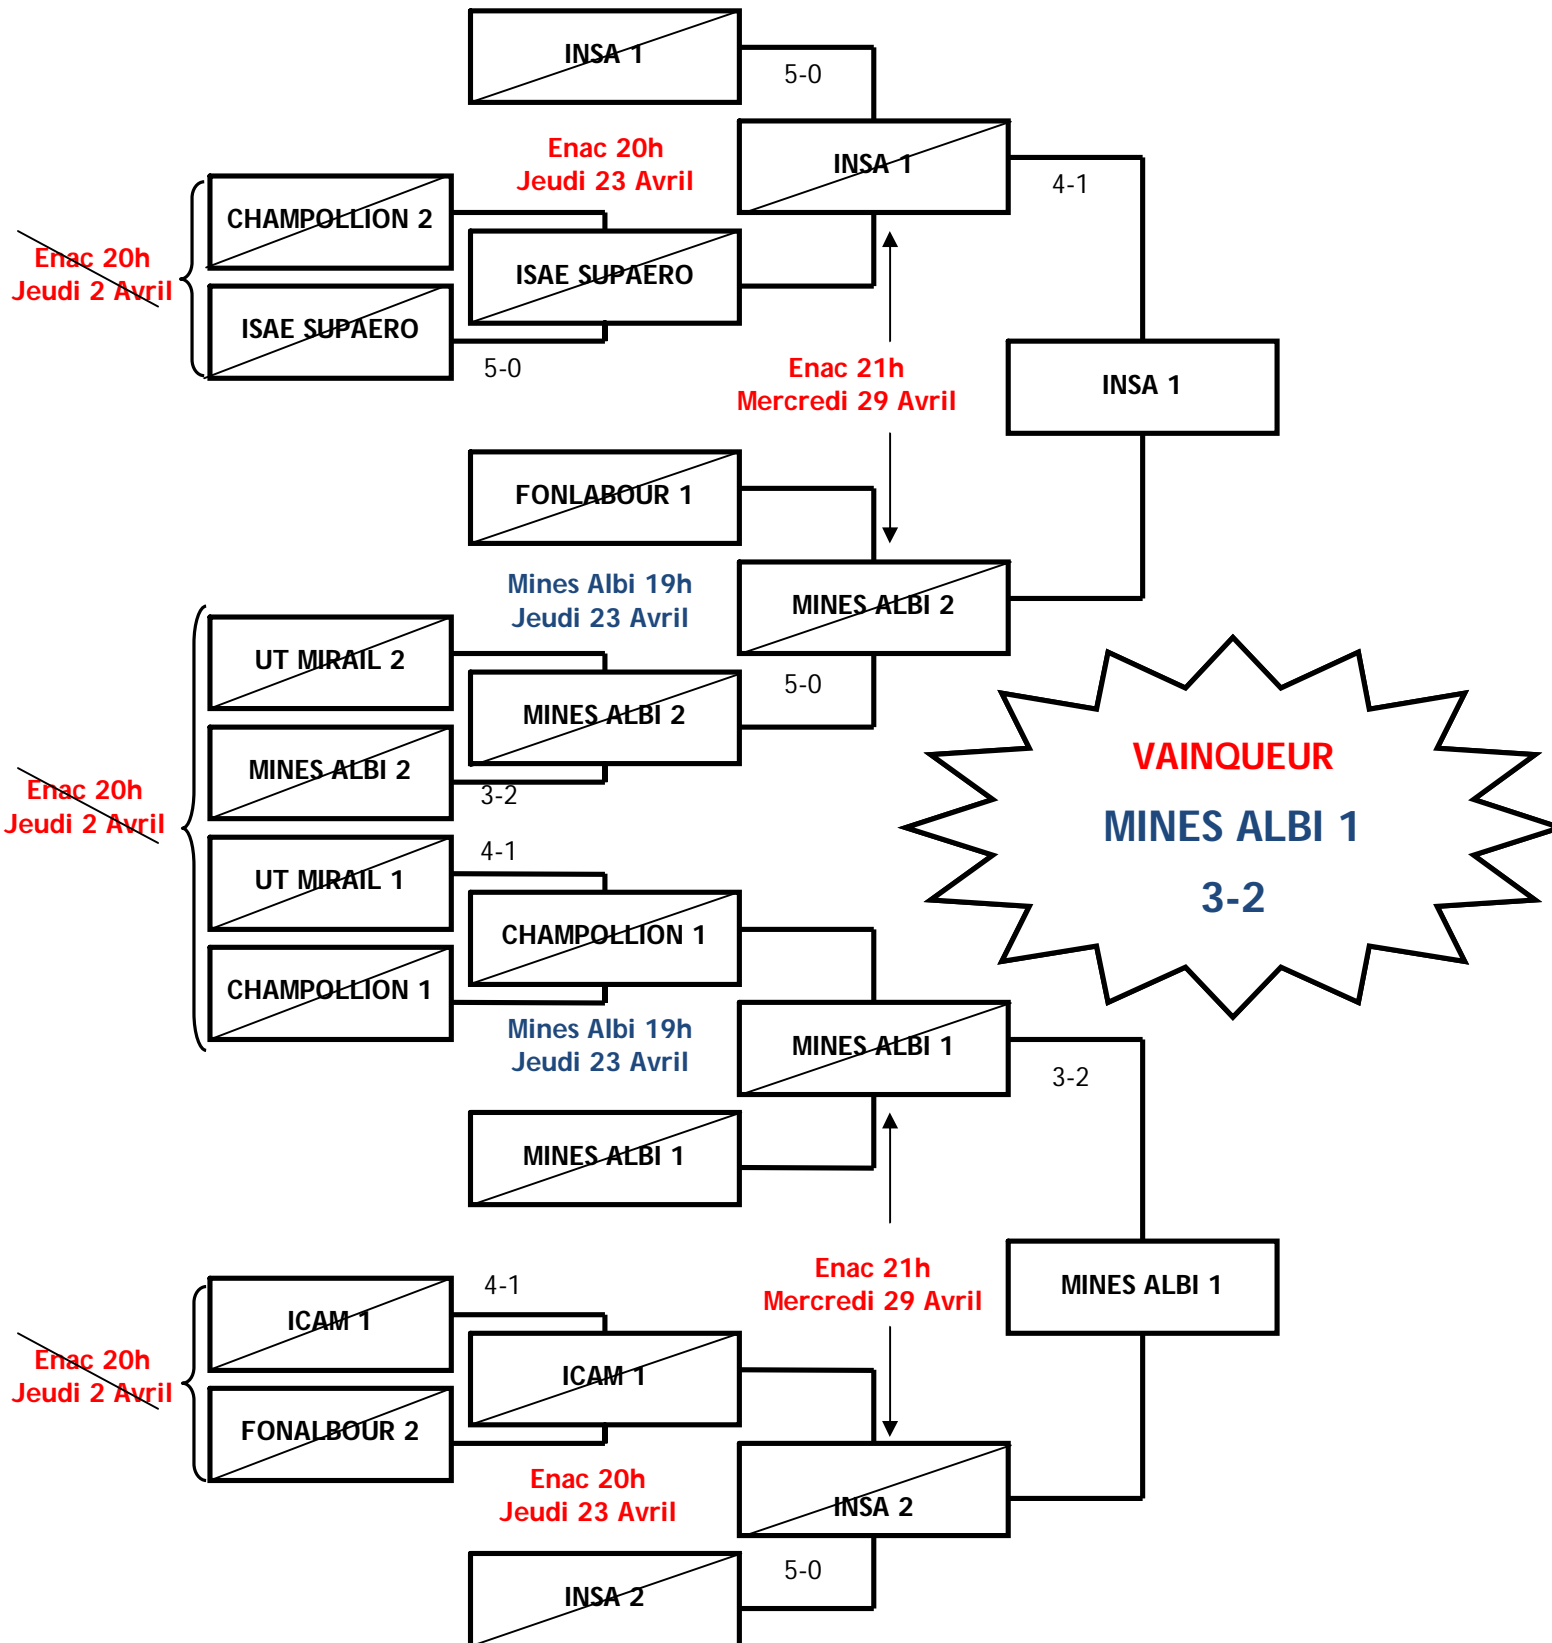 INSA 1
5-0
Enac 20h
Jeudi 23 Avril
INSA 1
4-1
CHAMPOLLION 2
Enac 20h
Jeudi 2 Avril
ISAE SUPAERO
ISAE SUPAERO
5-0
Enac 21h
Mercredi 29 Avril
INSA 1
FONLABOUR 1
Mines Albi 19h
Jeudi 23 Avril
MINES ALBI 2
UT MIRAIL 2
5-0
MINES ALBI 2
MINES ALBI 2
3-2
Enac 20h
Jeudi 2 Avril
VAINQUEUR
MINES ALBI 1
3-2
4-1
UT MIRAIL 1
CHAMPOLLION 1
CHAMPOLLION 1
Mines Albi 19h
Jeudi 23 Avril
MINES ALBI 1
3-2
MINES ALBI 1
Enac 21h
Mercredi 29 Avril
MINES ALBI 1
4-1
ICAM 1
Enac 20h
Jeudi 2 Avril
ICAM 1
FONALBOUR 2
Enac 20h
Jeudi 23 Avril
INSA 2
5-0
INSA 2